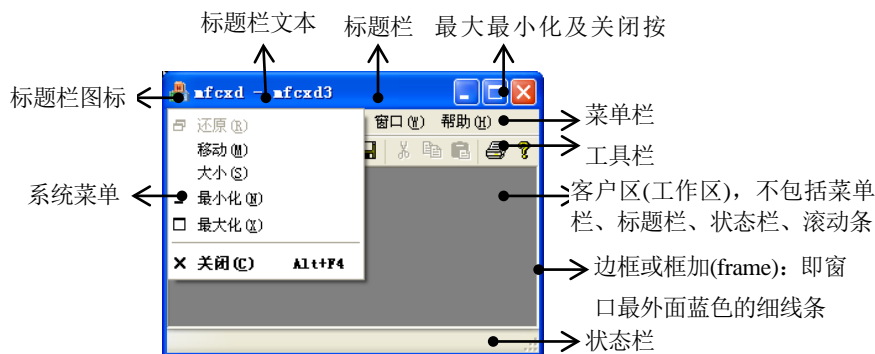 标题栏文本 标题栏 最大最小化及关闭按
mfcxd - mfcxd3
标题栏图标
还原(R)
窗口(W) 帮助(H)
菜单栏
移动(M)
工具栏
大小(S)
系统菜单
最小化(N)
客户区(工作区)，不包括菜单
栏、标题栏、状态栏、滚动条
最大化(X)
关闭(C) Alt+F4
边框或框加(frame)：即窗
口最外面蓝色的细线条
状态栏